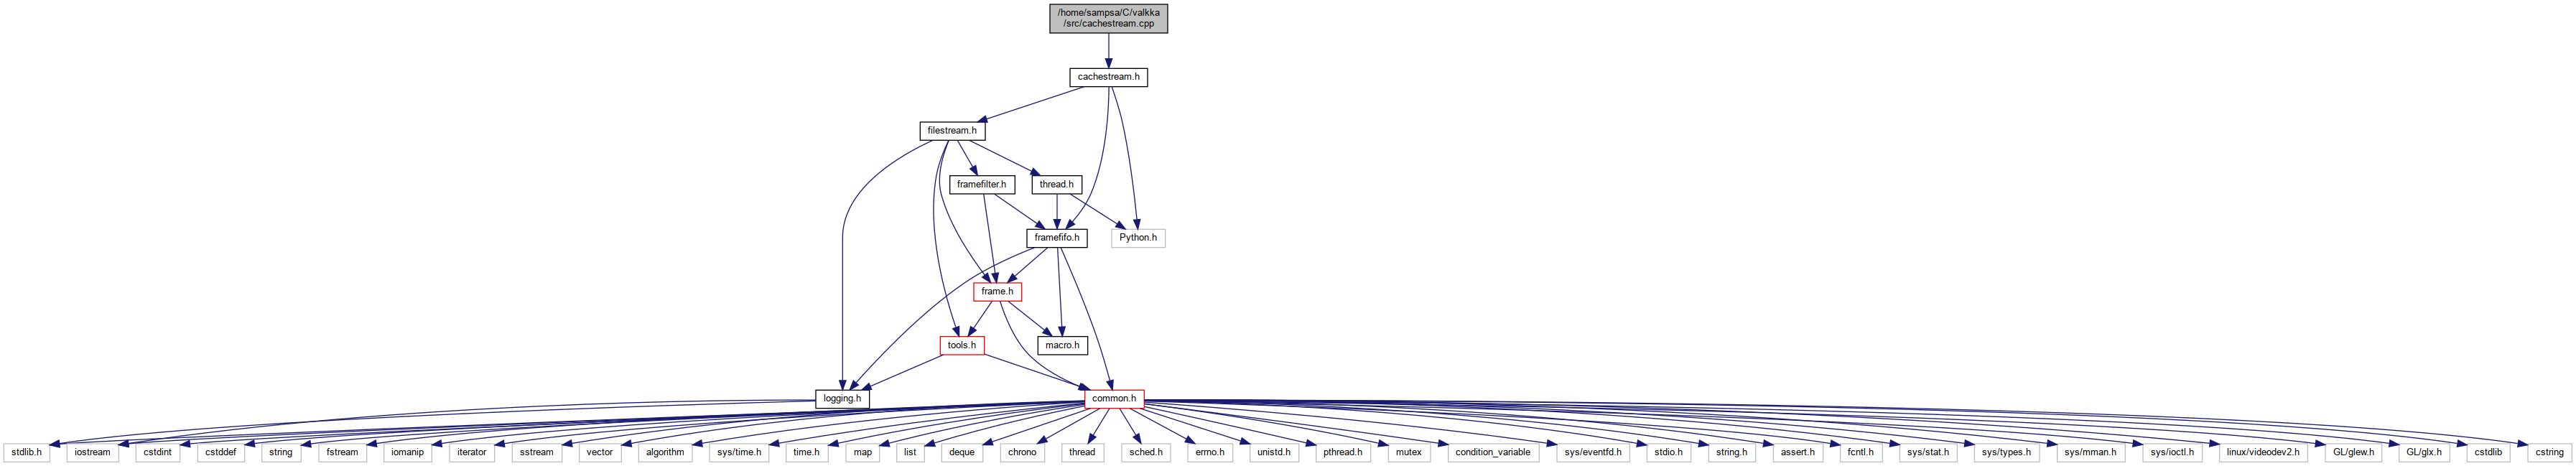 /home/sampsa/C/valkka
/src/cachestream.cpp
cachestream.h
filestream.h
framefilter.h
thread.h
framefifo.h
Python.h
frame.h
tools.h
macro.h
logging.h
common.h
stdlib.h
iostream
cstdint
cstddef
string
fstream
iomanip
iterator
sstream
vector
algorithm
sys/time.h
time.h
map
list
deque
chrono
thread
sched.h
errno.h
unistd.h
pthread.h
mutex
condition_variable
sys/eventfd.h
stdio.h
string.h
assert.h
fcntl.h
sys/stat.h
sys/types.h
sys/mman.h
sys/ioctl.h
linux/videodev2.h
GL/glew.h
GL/glx.h
cstdlib
cstring